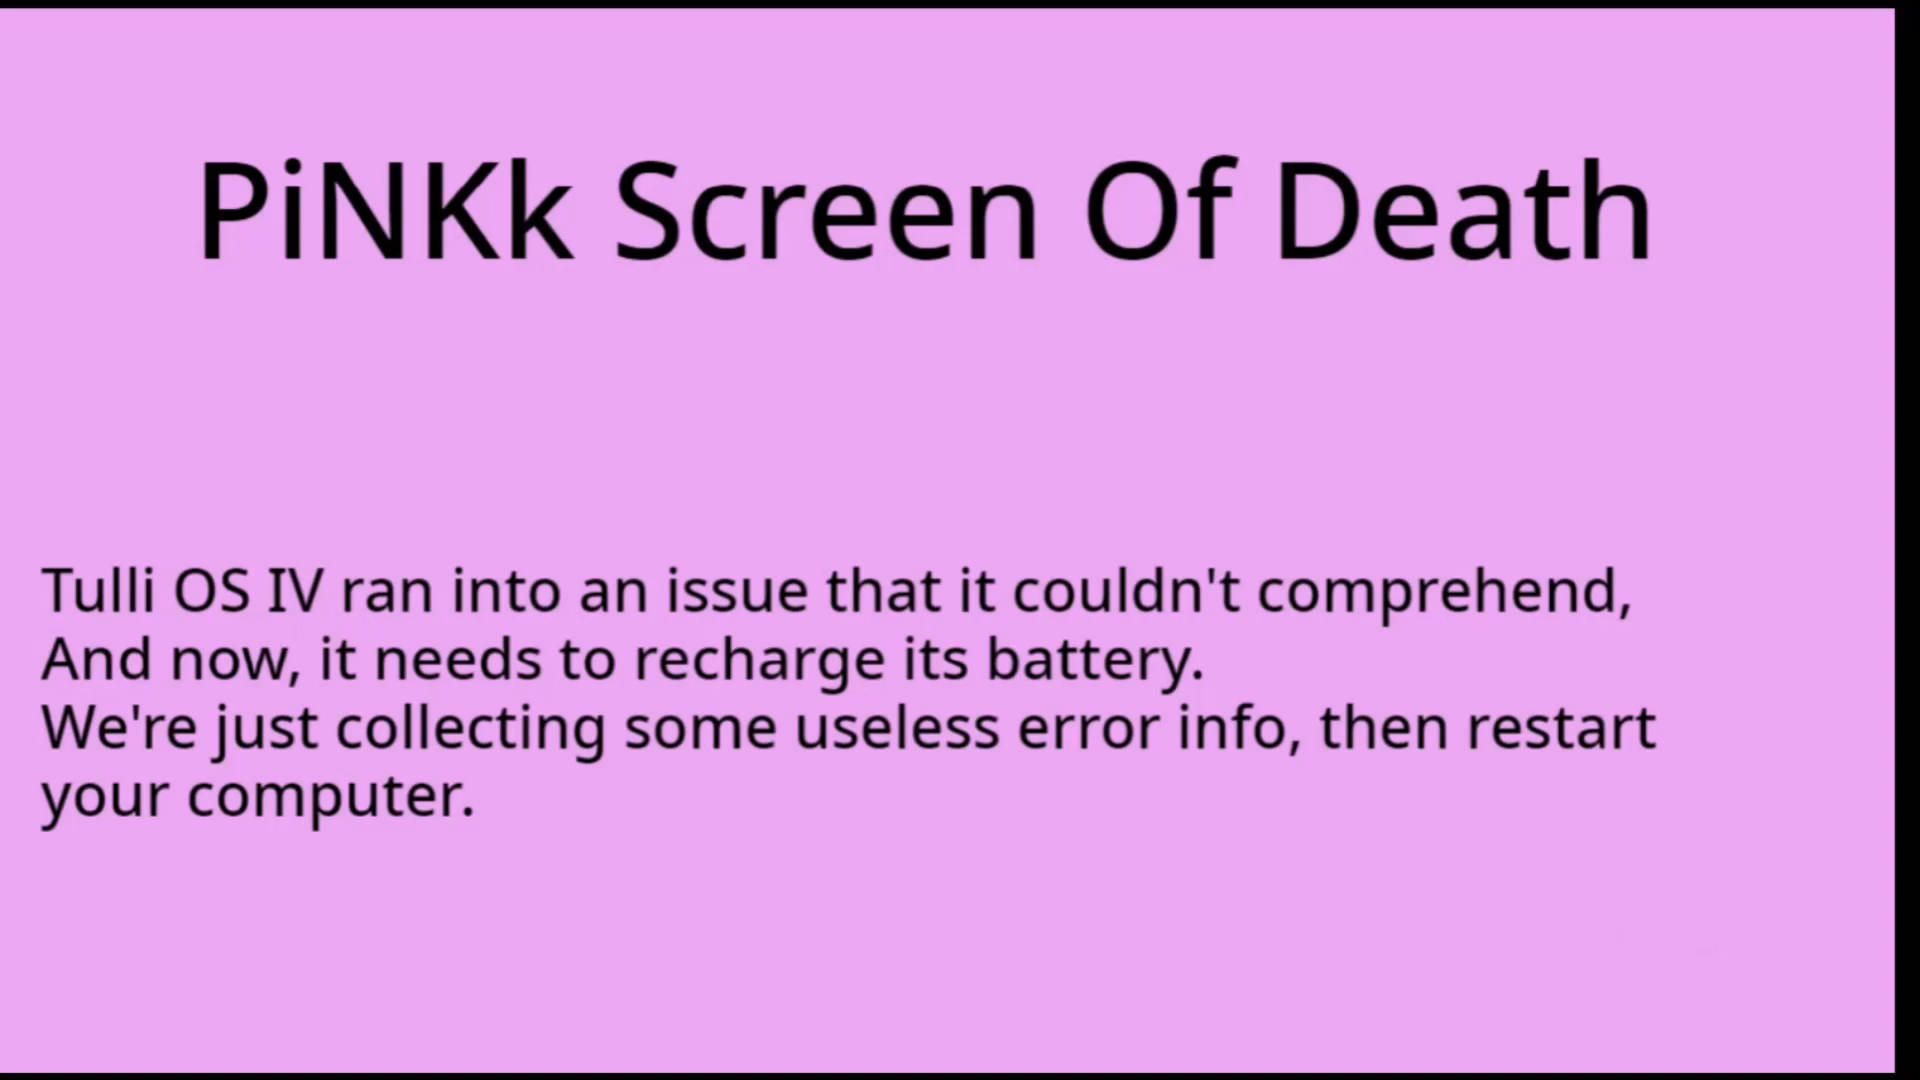 PiNKk Screen Of Death
Tulli OS IV ran into an issue that it couldn't comprehend,
And now, it needs to recharge its battery.
We're just collecting some useless error info, then restart
your computer.